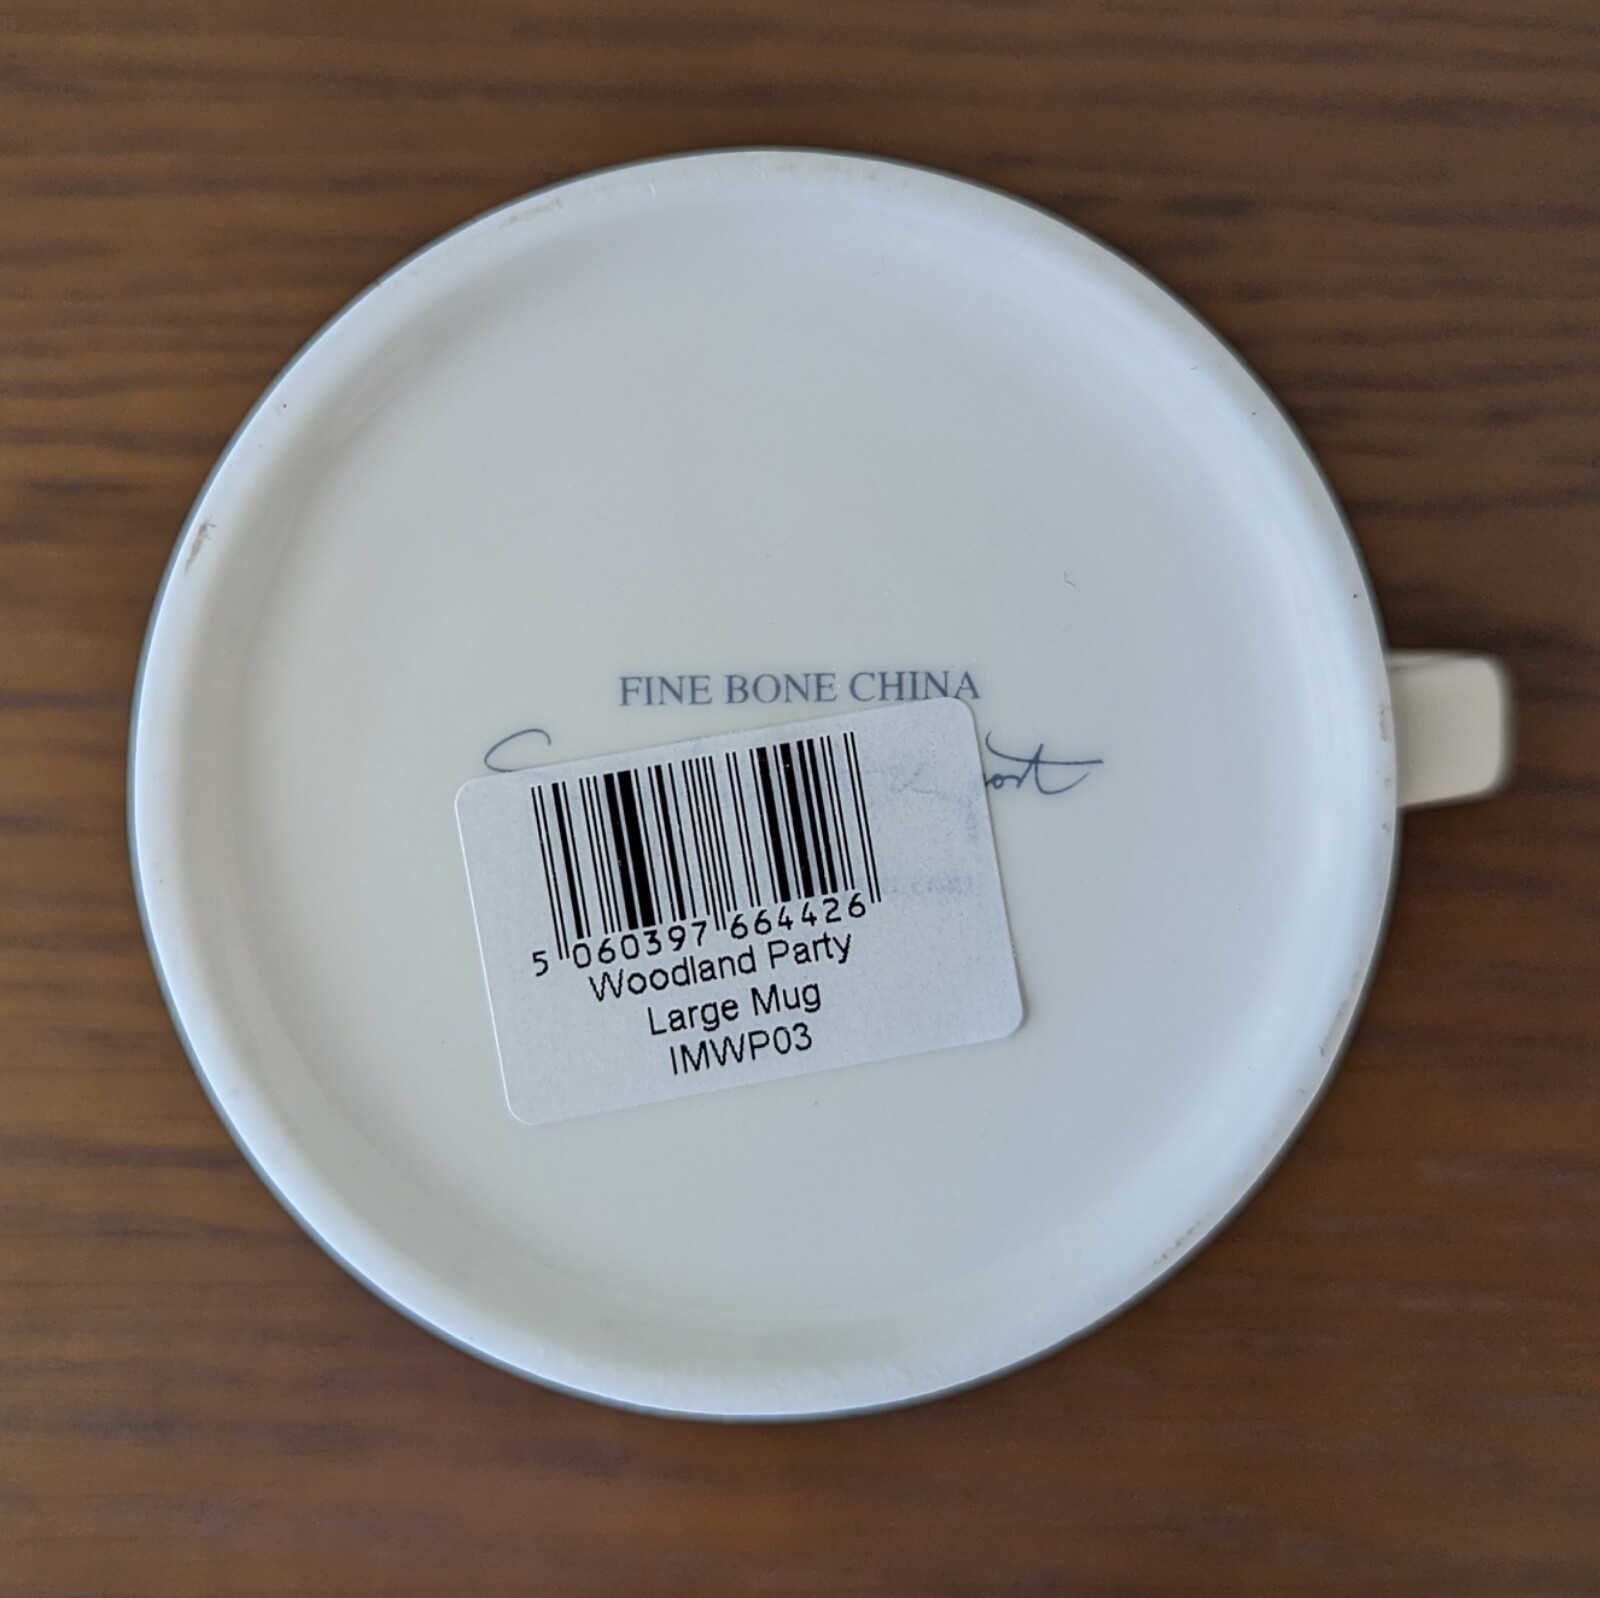 FINE BONE CHINA
5 060397 664426
Woodland Party
Large Mug
IMWP03